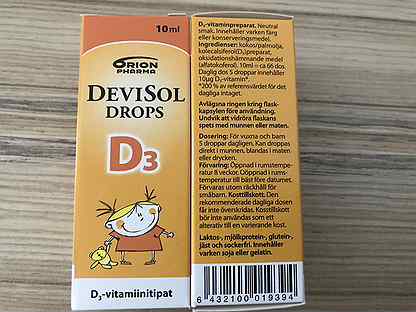 10ml
ORION
PHARMA
DEVISOL
DROPS
D3
D₃-vitamiinitipat
D₃-vitaminpreparat. Neutral
smak. Innehåller varken färg
eller konserveringsmedel.
Ingredienser: kokos/palmolja,
kolekalciferol(D₃)preparat,
oxidationshämmande medel
(alfatokoferol). 10ml= ca 66 dos.
Daglig dos 5 droppar innehåller
10µg D₃-vitamin*.
*200 % av referensvärdet för det
dagliga intaget.
Avlägsna ringen kring flask-
kapsylen före användning.
Undvik att vidröra flaskans
spets med munnen eller maten.
Dosering: För vuxna och barn
5 droppar dagligen. Kan droppas
direkt i munnen, blandas i maten
eller drycken.
Förvaring: Oöppnad i rumstempe-
ratur 8 veckor. Öppnad i rum-
stemperatur till bäst före datumet.
Förvaras utom räckhåll för
småbarn. Kosttillskott. Den
rekommenderade dagliga dosen
får inte överskridas. Kosttillskott
bör inte användas som ett
alternativ till en varierande kost.
Laktos-, mjölkprotein-, gluten-,
jäst och sockerfri. Innehåller
varken soja eller gelatin.
6 432100 019394